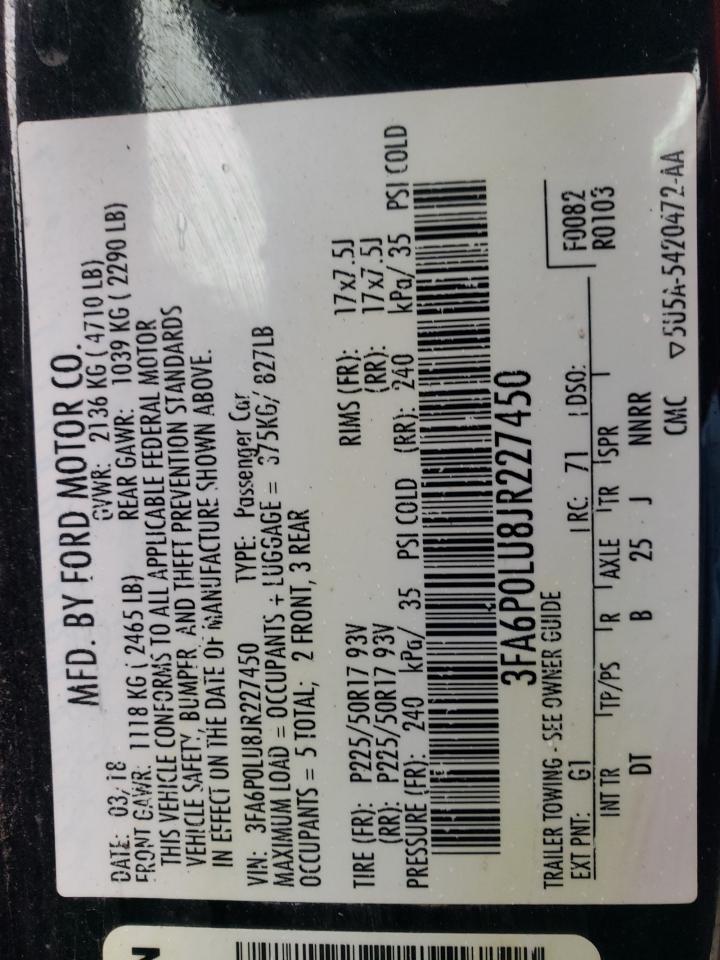 MFD. BY FORD MOTOR CO.
DATE: 03/18 GVWR: 2136 KG ( 4710 LB)
FRONT GAWR: 1118 KG ( 2465 LB) REAR GAWR: 1039 KG ( 2290 LB)
THIS VEHICLE CONFORMS TO ALL APPLICABLE FEDERAL MOTOR
VEHICLE SAFETY, BUMPER, AND THEFT PREVENTION STANDARDS
IN EFFECT ON THE DATE OF MANUFACTURE SHOWN ABOVE.
VIN: 3FA6P0LU8JR227450 TYPE: Passenger Car
MAXIMUM LOAD = OCCUPANTS + LUGGAGE = 375KG/ 827LB
OCCUPANTS = 5 TOTAL; 2 FRONT, 3 REAR
TIRE (FR): P225/50R17 93V RIMS (FR): 17x7.5J
(RR): P225/50R17 93V (RR): 17x7.5J
PRESSURE (FR): 240 kPa/ 35 PSI COLD (RR): 240 kPa/ 35 PSI COLD
3FA6P0LU8JR227450
TRAILER TOWING - SEE OWNER GUIDE
F0082
EXT PNT: G1 RC: 71 DSO: R0103
INT TR TP/PS R AXLE TR SPR
DT B 25 J NNRR
CMC ▽5U5A-5420472-AA
N